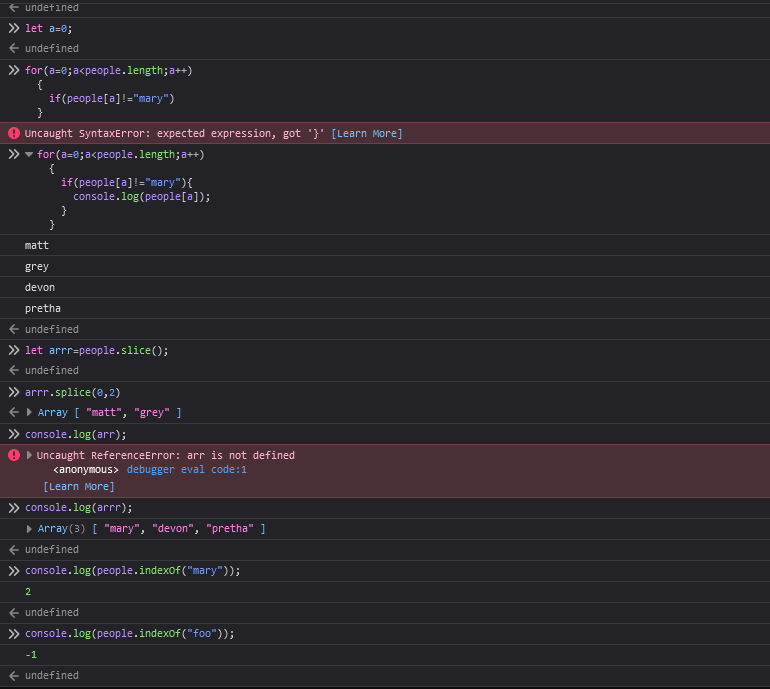 undefined
let a=0;
undefined
for(a=0;a<people.length;a++)
{
if(people[a]!="mary")
}
Uncaught SyntaxError: expected expression, got '}' [Learn More]
for(a=0;a<people.length;a++)
{
if(people[a]!="mary"){
console.log(people[a]);
}
}
matt
grey
devon
pretha
undefined
let arrr=people.slice();
undefined
arrr.splice(0,2)
Array [ "matt", "grey" ]
console.log(arr);
Uncaught ReferenceError: arr is not defined
<anonymous> debugger eval code:1
[Learn More]
console.log(arrr);
Array(3) [ "mary", "devon", "pretha" ]
undefined
console.log(people.indexOf("mary"));
2
undefined
console.log(people.indexOf("foo"));
-1
undefined